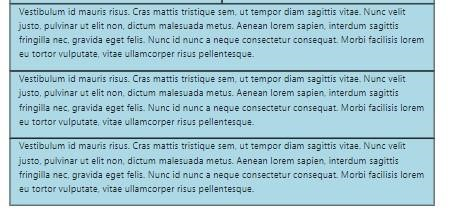 Vestibulum id mauris risus. Cras mattis tristique sem, ut tempor diam sagittis vitae. Nunc velit
justo, pulvinar ut elit non, dictum malesuada metus. Aenean lorem sapien, interdum sagittis
fringilla nec, gravida eget felis. Nunc id nunc a neque consectetur consequat. Morbi facilisis lorem
eu tortor vulputate, vitae ullamcorper risus pellentesque.
Vestibulum id mauris risus. Cras mattis tristique sem, ut tempor diam sagittis vitae. Nunc velit
justo, pulvinar ut elit non, dictum malesuada metus. Aenean lorem sapien, interdum sagittis
fringilla nec, gravida eget felis. Nunc id nunc a neque consectetur consequat. Morbi facilisis lorem
eu tortor vulputate, vitae ullamcorper risus pellentesque.
Vestibulum id mauris risus. Cras mattis tristique sem, ut tempor diam sagittis vitae. Nunc velit
justo, pulvinar ut elit non, dictum malesuada metus. Aenean lorem sapien, interdum sagittis
fringilla nec, gravida eget felis. Nunc id nunc a neque consectetur consequat. Morbi facilisis lorem
eu tortor vulputate, vitae ullamcorper risus pellentesque.